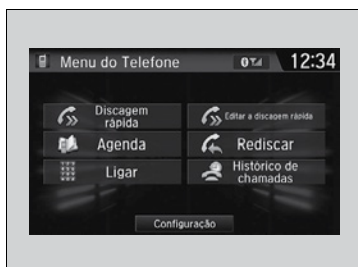 Menu do Telefone
12:34
Discagem
rápida
Editar a discagem rápida
Agenda
Rediscar
Ligar
Histórico de
chamadas
Configuração